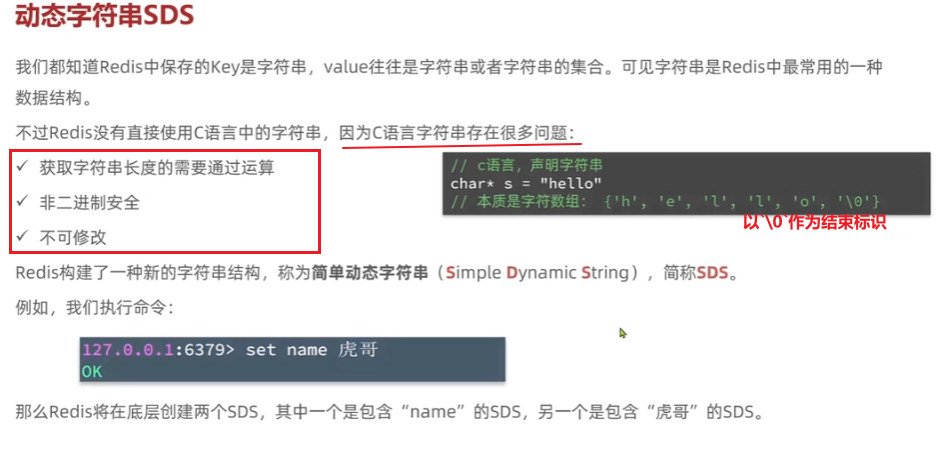 动态字符串SDS
我们都知道Redis中保存的Key是字符串，value往往是字符串或者字符串的集合。可见字符串是Redis中最常用的一种
数据结构。
不过Redis没有直接使用C语言中的字符串，因为C语言字符串存在很多问题：
✓ 获取字符串长度的需要通过运算
✓ 非二进制安全
✓ 不可修改
// c语言，声明字符串
char* s = "hello"
// 本质是字符数组： {'h', 'e', 'l', 'l', 'o', '\0'}
以`\0`作为结束标识
Redis构建了一种新的字符串结构，称为简单动态字符串（Simple Dynamic String），简称SDS。
例如，我们执行命令：
127.0.0.1:6379> set name 虎哥
OK
那么Redis将在底层创建两个SDS，其中一个是包含“name”的SDS，另一个是包含“虎哥”的SDS。